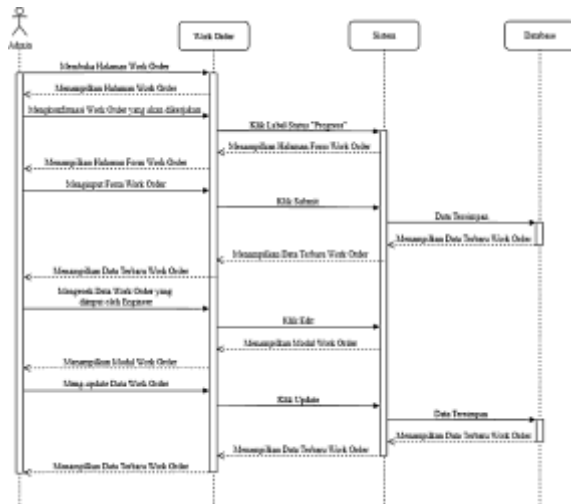 Admin
Work Order
Sistem
Database
Membuka Halaman Work Order
Menampilkan Halaman Work Order
Mengkonfirmasi Work Order yang akan dikerjakan
Klik Label Status "Progress"
Menampilkan Halaman Form Work Order
Menampilkan Halaman Form Work Order
Menginput Form Work Order
Klik Submit
Data Tersimpan
Menampilkan Data Terbaru Work Order
Menampilkan Data Terbaru Work Order
Menampilkan Data Terbaru Work Order
Mengecek Data Work Order yang
diinput oleh Engineer
Klik Edit
Menampilkan Modal Work Order
Menampilkan Modal Work Order
Meng-update Data Work Order
Klik Update
Data Tersimpan
Menampilkan Data Terbaru Work Order
Menampilkan Data Terbaru Work Order
Menampilkan Data Terbaru Work Order